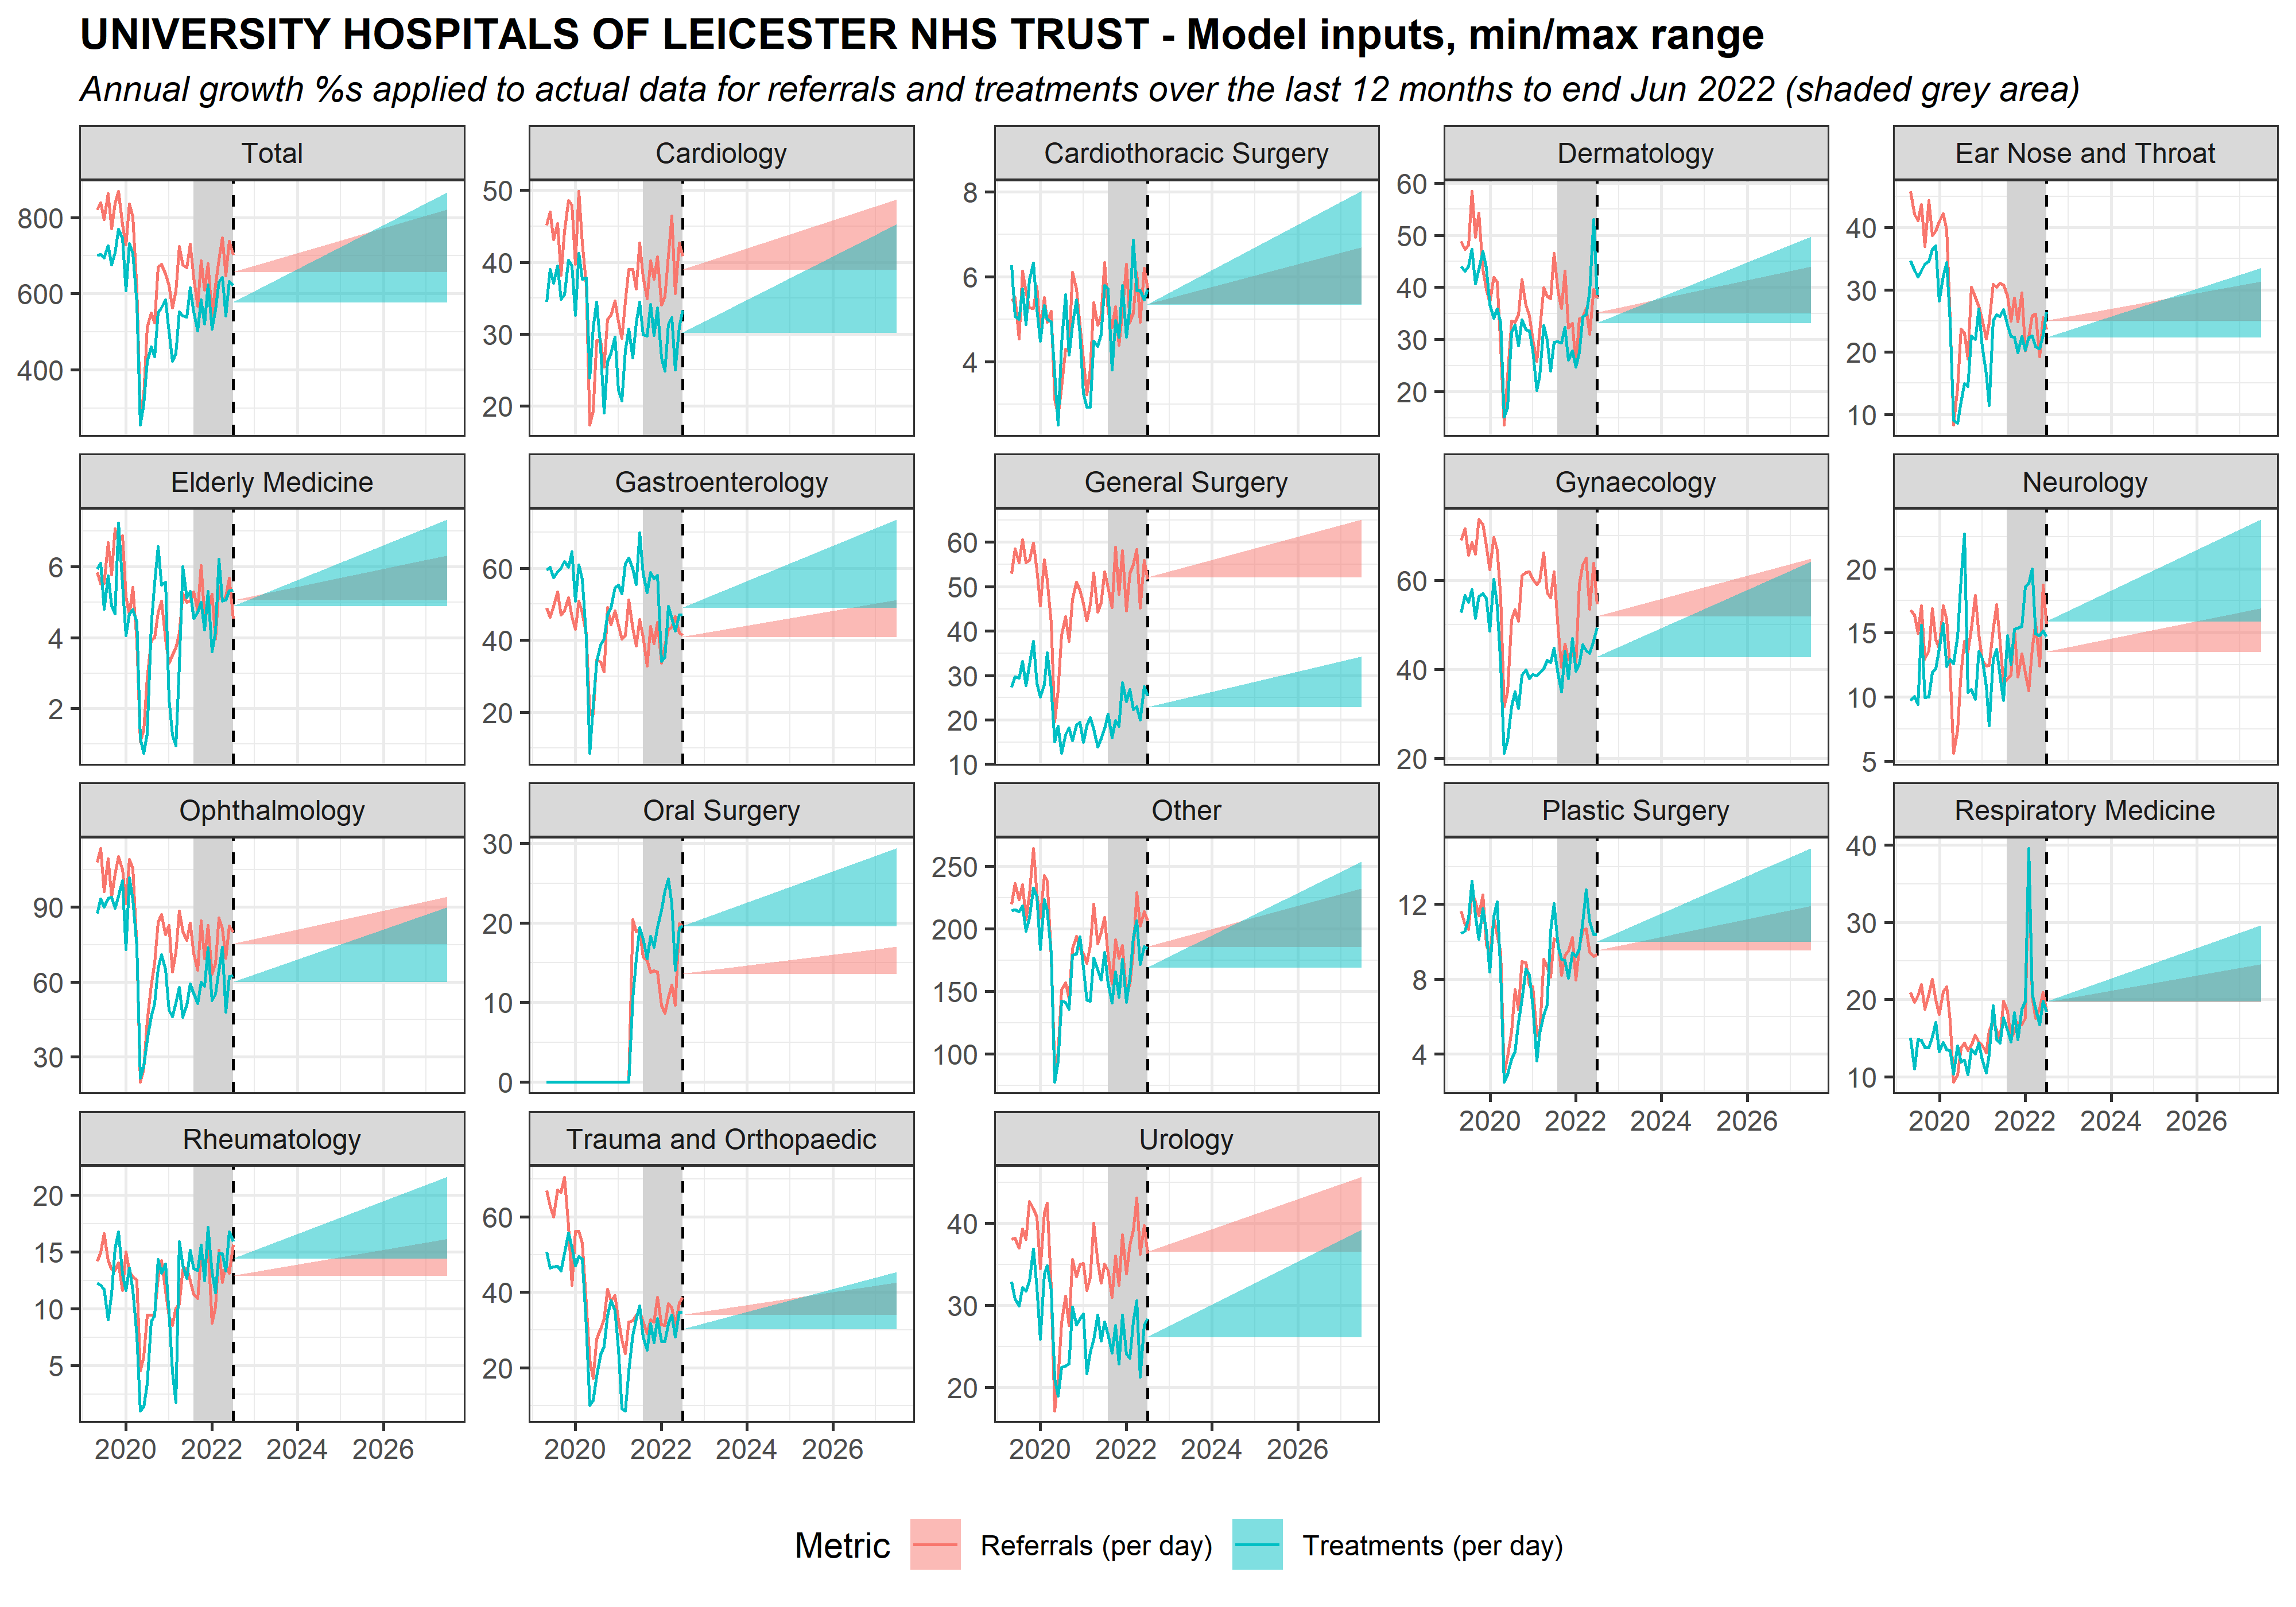 UNIVERSITY HOSPITALS OF LEICESTER NHS TRUST - Model inputs, min/max range
Annual growth %s applied to actual data for referrals and treatments over the last 12 months to end Jun 2022 (shaded grey area)
Total
800
600
400
Cardiology
50
40
30
20
Cardiothoracic Surgery
8
6
4
Dermatology
60
50
40
30
20
Ear Nose and Throat
40
30
20
10
Elderly Medicine
6
4
2
Gastroenterology
60
40
20
General Surgery
60
50
40
30
20
10
Gynaecology
60
40
20
Neurology
20
15
10
5
Ophthalmology
90
60
30
Oral Surgery
30
20
10
0
Other
250
200
150
100
Plastic Surgery
12
8
4
2020 2022 2024 2026
Respiratory Medicine
40
30
20
10
2020 2022 2024 2026
Rheumatology
20
15
10
5
2020 2022 2024 2026
Trauma and Orthopaedic
60
40
20
2020 2022 2024 2026
Urology
40
30
20
2020 2022 2024 2026
Metric Referrals (per day) Treatments (per day)